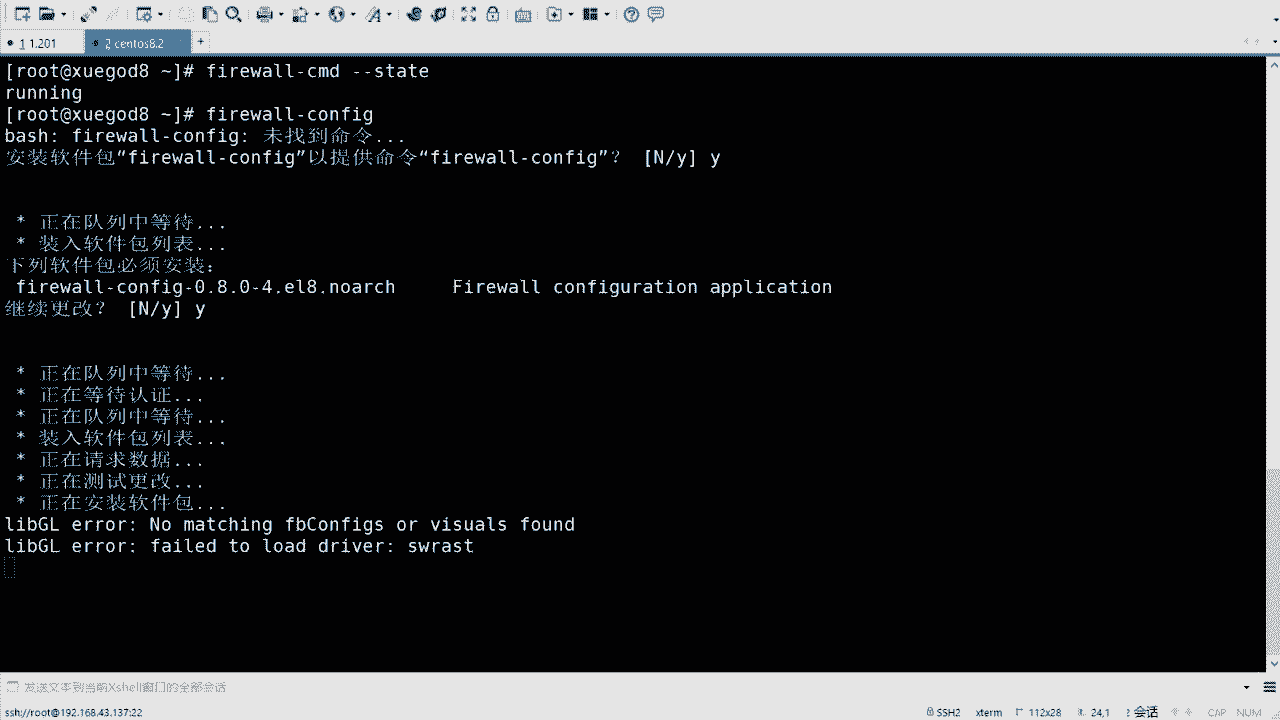 1 1.201
2 centos8.2
+
[root@xuegod8 ~]# firewall-cmd --state
running
[root@xuegod8 ~]# firewall-config
bash: firewall-config: 未找到命令...
安装软件包“firewall-config”以提供命令“firewall-config”？ [N/y] y
* 正在队列中等待...
* 装入软件包列表...
下列软件包必须安装：
firewall-config-0.8.0-4.el8.noarch Firewall configuration application
继续更改？ [N/y] y
* 正在队列中等待...
* 正在等待认证...
* 正在队列中等待...
* 装入软件包列表...
* 正在请求数据...
* 正在测试更改...
* 正在安装软件包...
libGL error: No matching fbConfigs or visuals found
libGL error: failed to load driver: swrast
发送文本到当前Xshell窗口的全部会话
ssh://root@192.168.43.137:22 SSH2 xterm 112x28 24,1 2 会话 CAP NUM